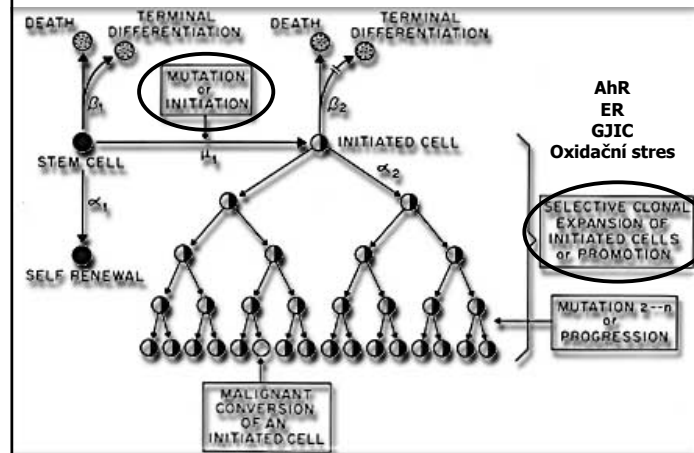 DEATH
TERMINAL
DIFFERENTIATION
DEATH
TERMINAL
DIFFERENTIATION
MUTATION
or
INITIATION
β1
β2
AhR
ER
GJIC
Oxidační stres
STEM CELL
μ1
INITIATED CELL
α1
α2
SELECTIVE CLONAL
EXPANSION OF
INITIATED CELLS
or PROMOTION
SELF RENEWAL
MUTATION 2--n
or
PROGRESSION
MALIGNANT
CONVERSION
OF AN
INITIATED CELL